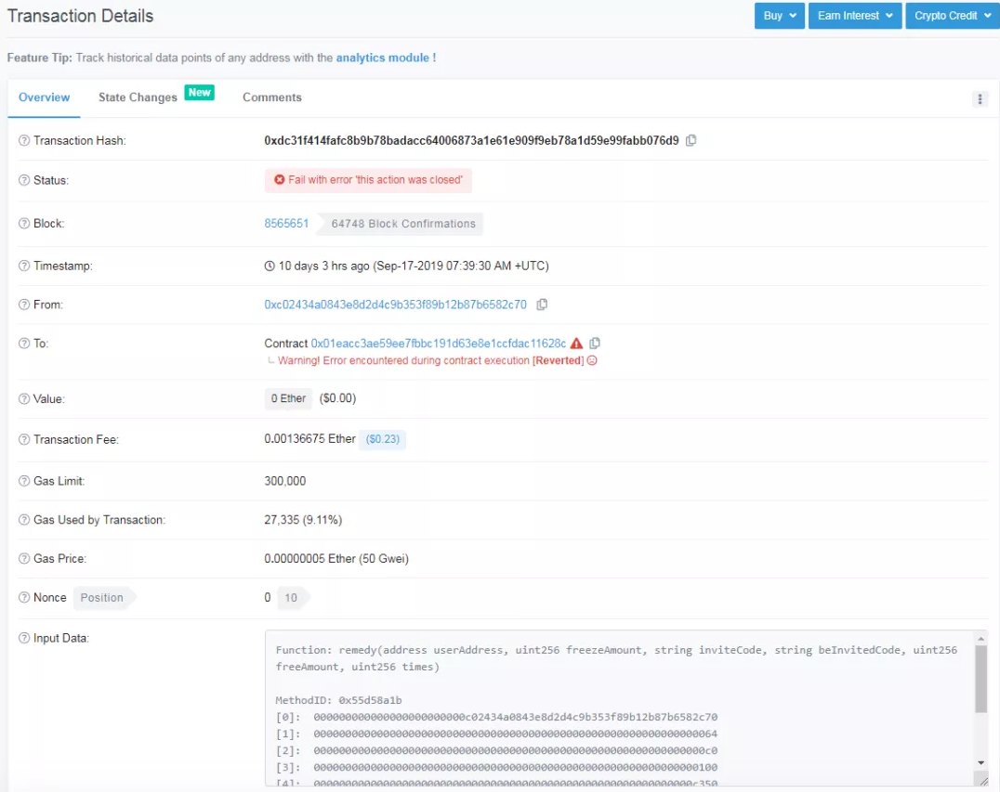 Transaction Details
Buy
Earn Interest
Crypto Credit
Feature Tip: Track historical data points of any address with the analytics module !
Overview
State Changes
New
Comments
Transaction Hash:
0xdc31f414fafc8b9b78badacc64006873a1e61e909f9eb78a1d59e99fabb076d9
Status:
Fail with error 'this action was closed'
Block:
8565651
64748 Block Confirmations
Timestamp:
10 days 3 hrs ago (Sep-17-2019 07:39:30 AM +UTC)
From:
0xc02434a0843e8d2d4c9b353f89b12b87b6582c70
To:
Contract 0x01eacc3ae59ee7fbbc191d63e8e1ccfdac11628c
Warning! Error encountered during contract execution [Reverted]
Value:
0 Ether ($0.00)
Transaction Fee:
0.00136675 Ether ($0.23)
Gas Limit:
300,000
Gas Used by Transaction:
27,335 (9.11%)
Gas Price:
0.00000005 Ether (50 Gwei)
Nonce Position
0 10
Input Data:
Function: remedy(address userAddress, uint256 freezeAmount, string inviteCode, string beInvitedCode, uint256
freeAmount, uint256 times)
MethodID: 0x55d58a1b
[0]: 000000000000000000000000c02434a0843e8d2d4c9b353f89b12b87b6582c70
[1]: 0000000000000000000000000000000000000000000000000000000000000064
[2]: 00000000000000000000000000000000000000000000000000000000000000c0
[3]: 0000000000000000000000000000000000000000000000000000000000000100
[4]: 000000000000000000000000000000000000000000000000000000000000c350